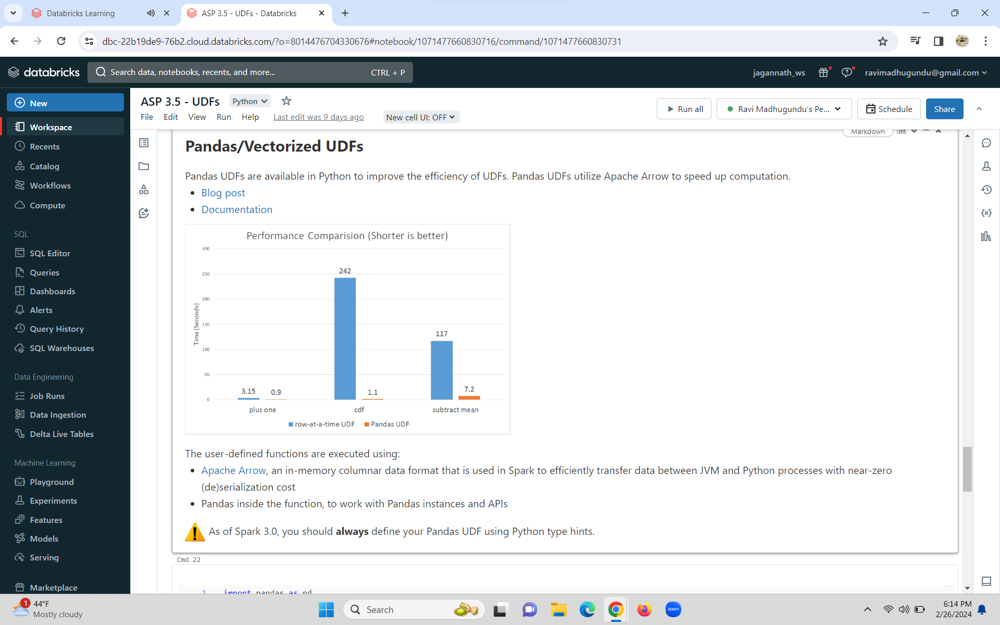 Databricks Learning
ASP 3.5 - UDFs - Databricks
dbc-22b19de9-76b2.cloud.databricks.com/?o=8014476704330676#notebook/1071477660830716/command/1071477660830731
databricks
Search data, notebooks, recents, and more...
CTRL + P
jagannath_ws
ravimadhugundu@gmail.com
New
Workspace
Recents
Catalog
Workflows
Compute
SQL
SQL Editor
Queries
Dashboards
Alerts
Query History
SQL Warehouses
Data Engineering
Job Runs
Data Ingestion
Delta Live Tables
Machine Learning
Playground
Experiments
Features
Models
Serving
Marketplace
ASP 3.5 - UDFs
Python
File Edit View Run Help
Last edit was 9 days ago
New cell UI: OFF
Run all
Ravi Madhugundu's Pe...
Schedule
Share
Markdown
Pandas/Vectorized UDFs
Pandas UDFs are available in Python to improve the efficiency of UDFs. Pandas UDFs utilize Apache Arrow to speed up computation.
Blog post
Documentation
Performance Comparision (Shorter is better)
Time (Seconds)
300
250
200
150
100
50
0
3.15
0.9
242
1.1
117
7.2
plus one
cdf
subtract mean
row-at-a-time UDF
Pandas UDF
The user-defined functions are executed using:
Apache Arrow, an in-memory columnar data format that is used in Spark to efficiently transfer data between JVM and Python processes with near-zero
(de)serialization cost
Pandas inside the function, to work with Pandas instances and APIs
As of Spark 3.0, you should always define your Pandas UDF using Python type hints.
Cmd 22
1 import pandas as pd
1
44°F
Mostly cloudy
Search
zoom
6:14 PM
2/26/2024